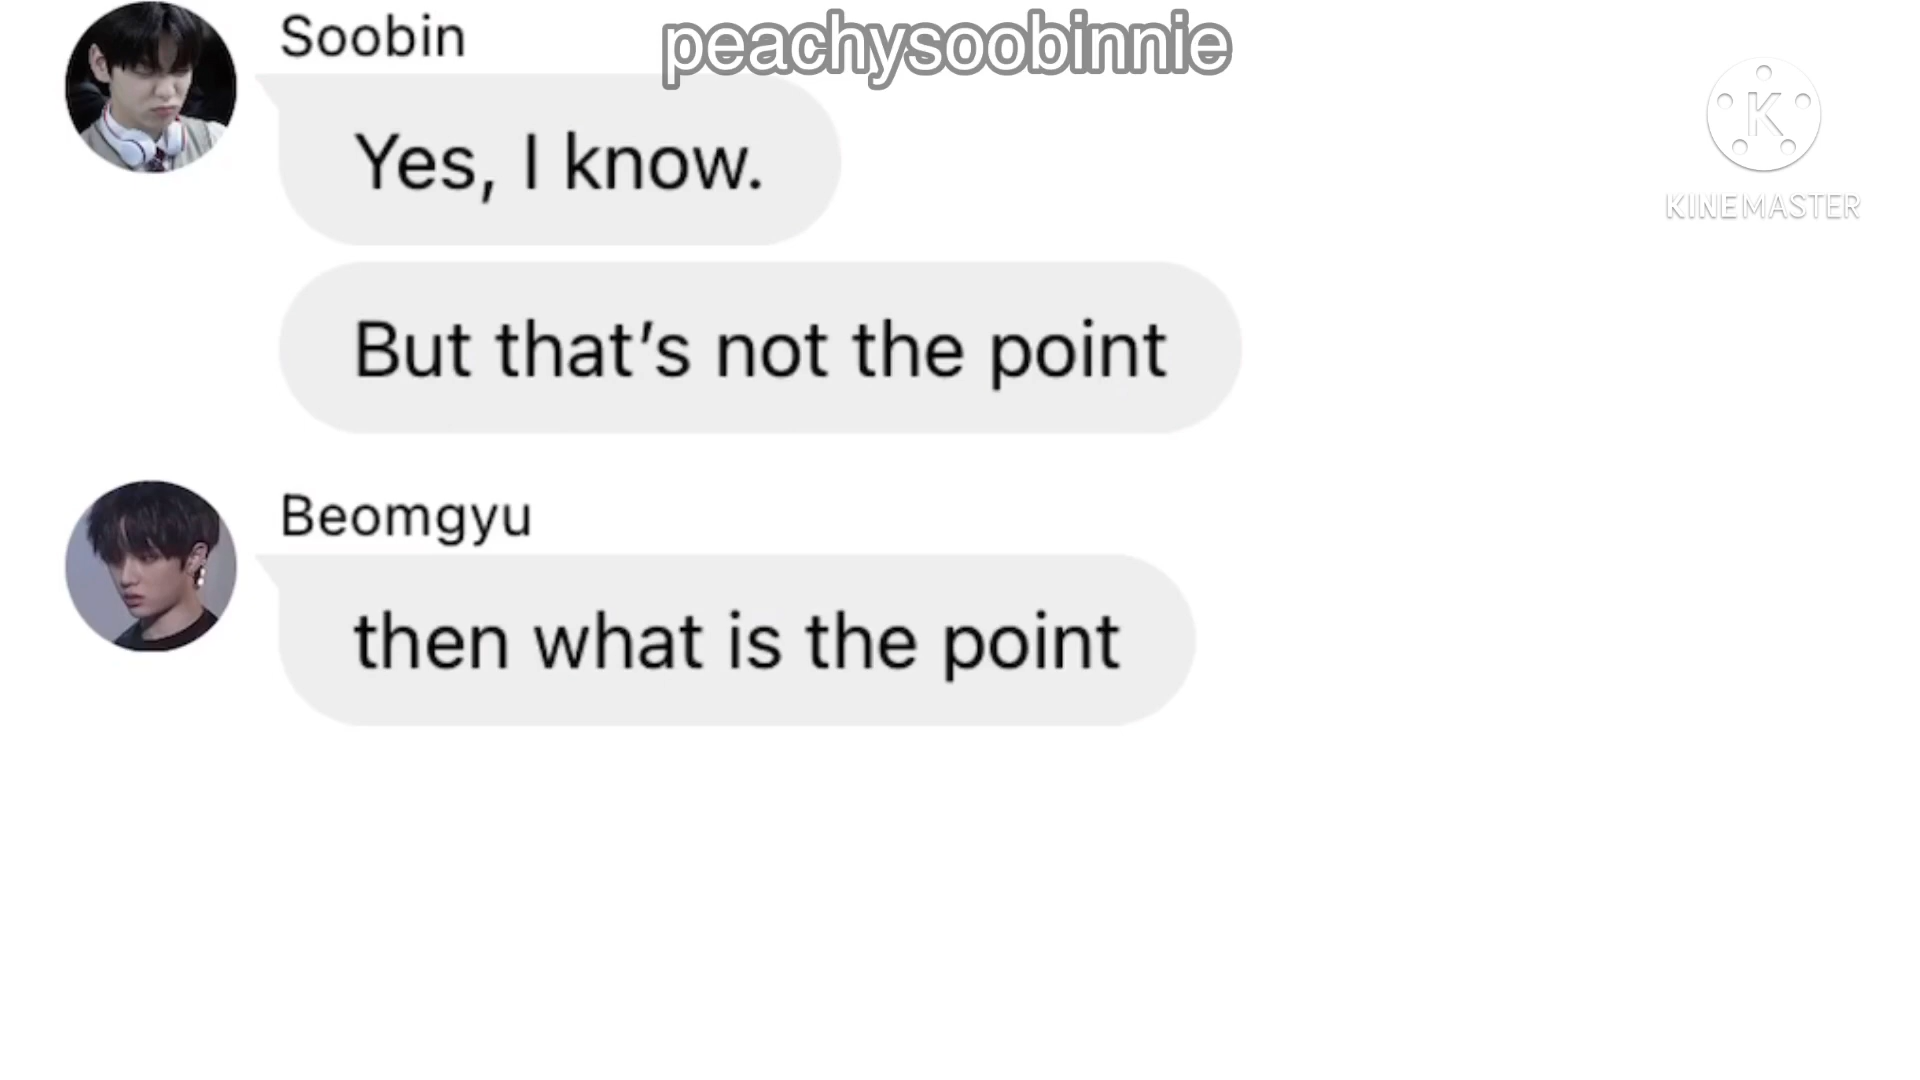 Soobin
peachysoobinnie
Yes, I know.
K
KINEMASTER
But that’s not the point
Beomgyu
then what is the point